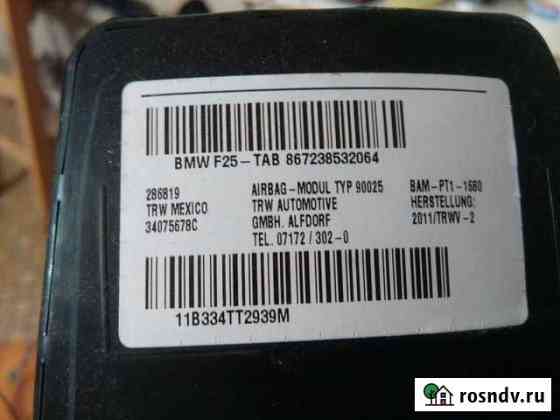 BMW F25-TAB 867238532064
286819
TRW MEXICO
34075678C
AIRBAG-MODUL TYP 90025
TRW AUTOMOTIVE
GMBH. ALFDORF
TEL. 07172/302-0
BAM-PT1-1680
HERSTELLUNG:
2011/TRWV-2
11B334TT2939M
rosndv.ru